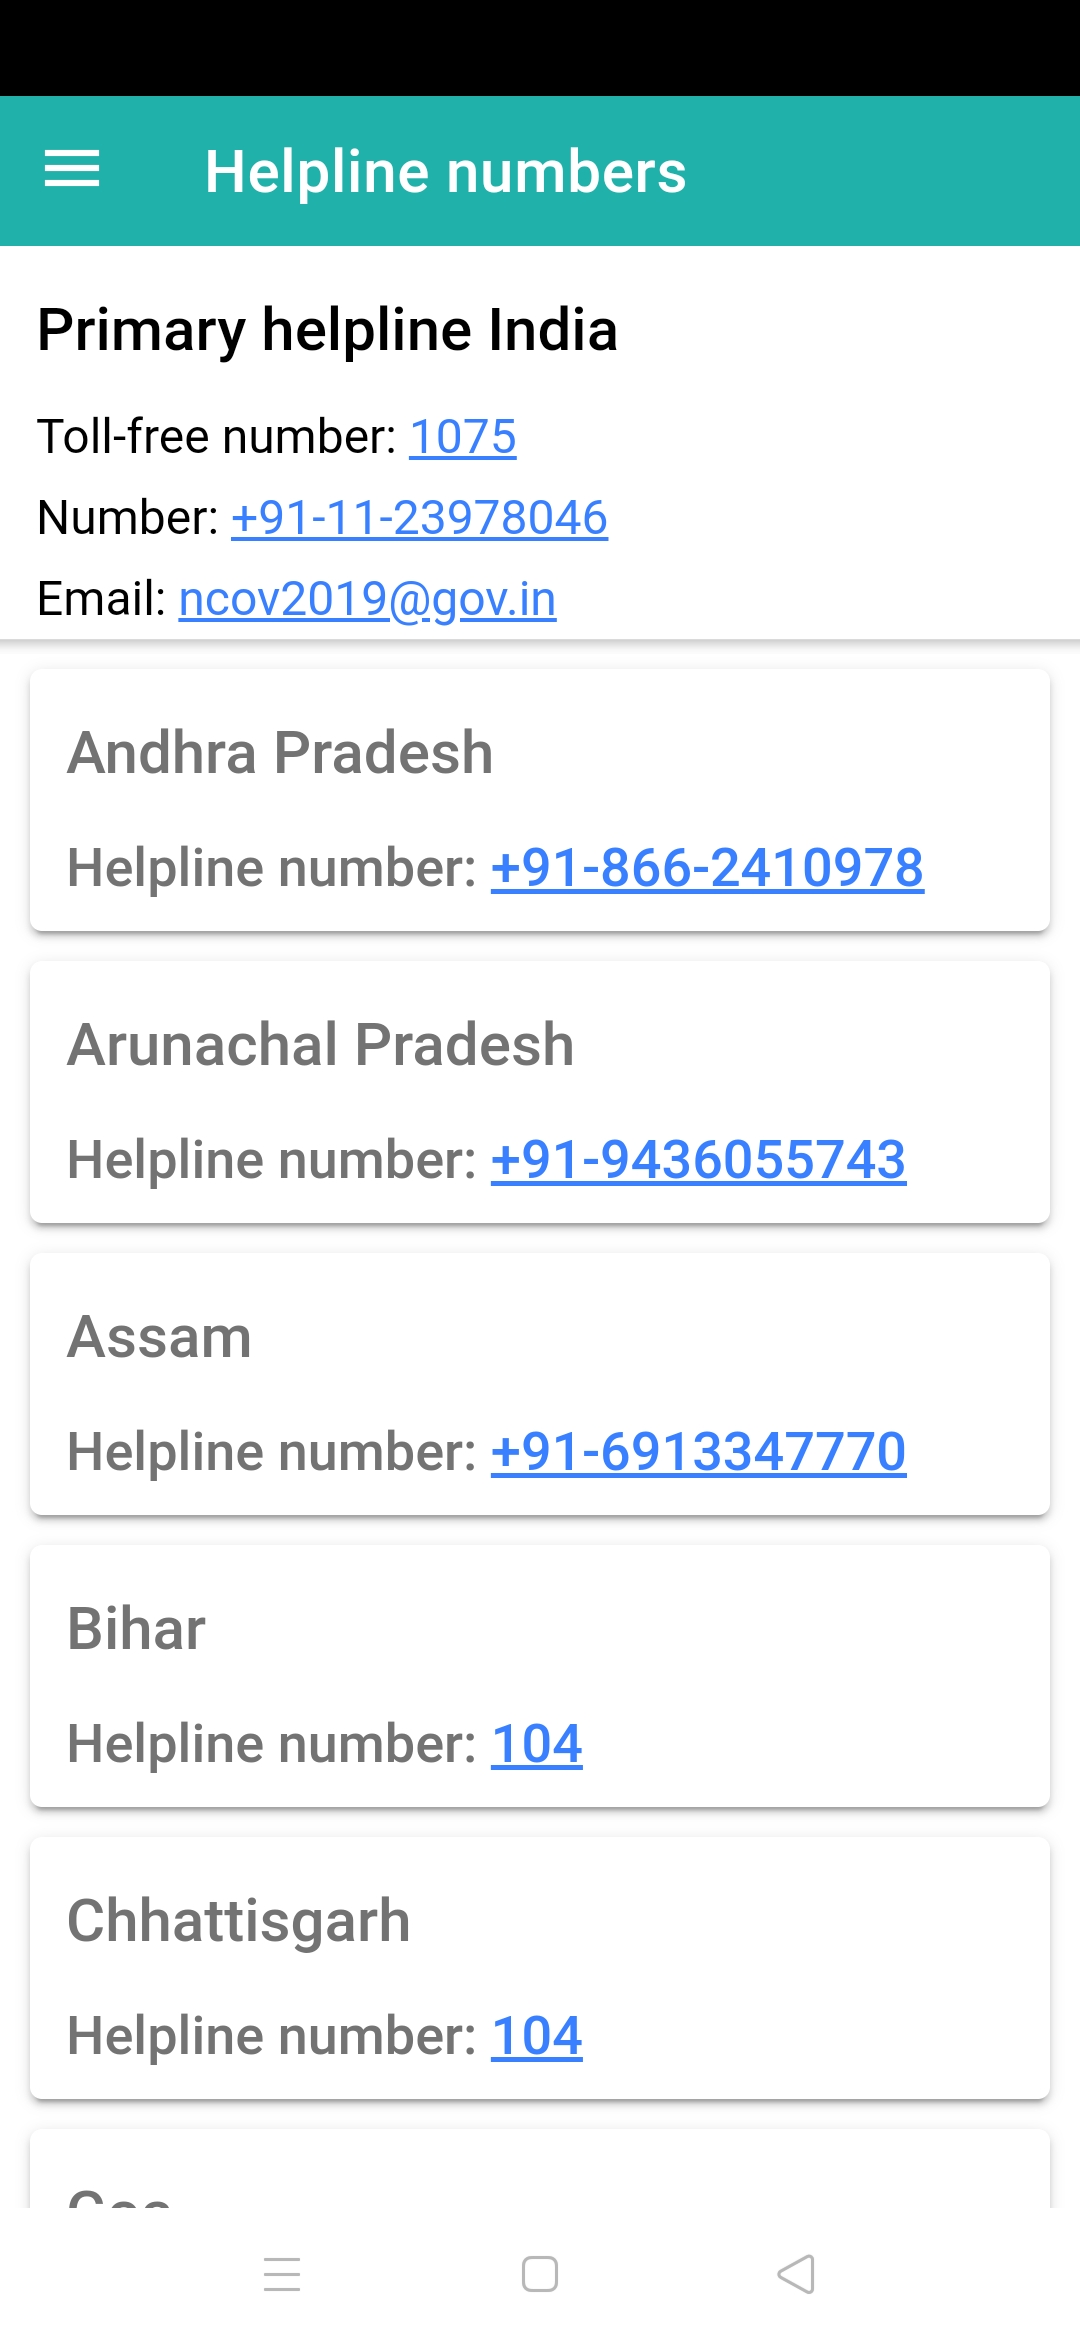 Helpline numbers
Primary helpline India
Toll-free number: 1075
Number: +91-11-23978046
Email: ncov2019@gov.in
Andhra Pradesh
Helpline number: +91-866-2410978
Arunachal Pradesh
Helpline number: +91-9436055743
Assam
Helpline number: +91-6913347770
Bihar
Helpline number: 104
Chhattisgarh
Helpline number: 104